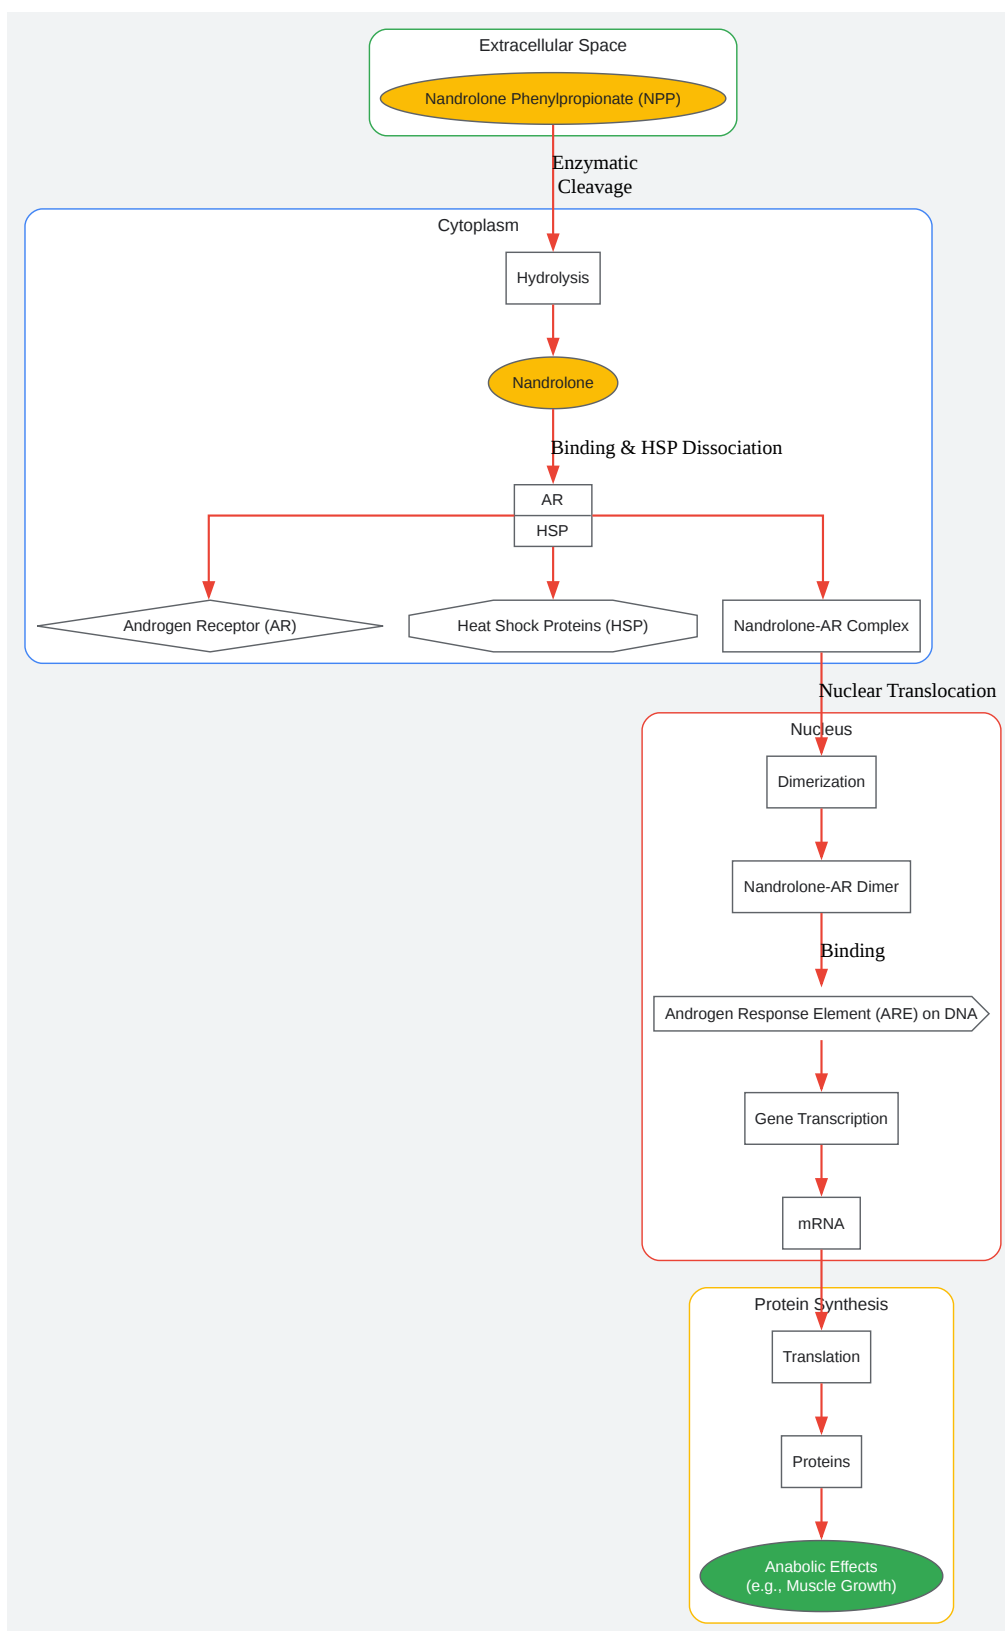 Extracellular Space
Nandrolone Phenylpropionate (NPP)
Enzymatic
Cleavage
Cytoplasm
Hydrolysis
Nandrolone
Binding & HSP Dissociation
AR
HSP
Androgen Receptor (AR)
Heat Shock Proteins (HSP)
Nandrolone-AR Complex
Nuclear Translocation
Nucleus
Dimerization
Nandrolone-AR Dimer
Binding
Androgen Response Element (ARE) on DNA
Gene Transcription
mRNA
Protein Synthesis
Translation
Proteins
Anabolic Effects
(e.g., Muscle Growth)